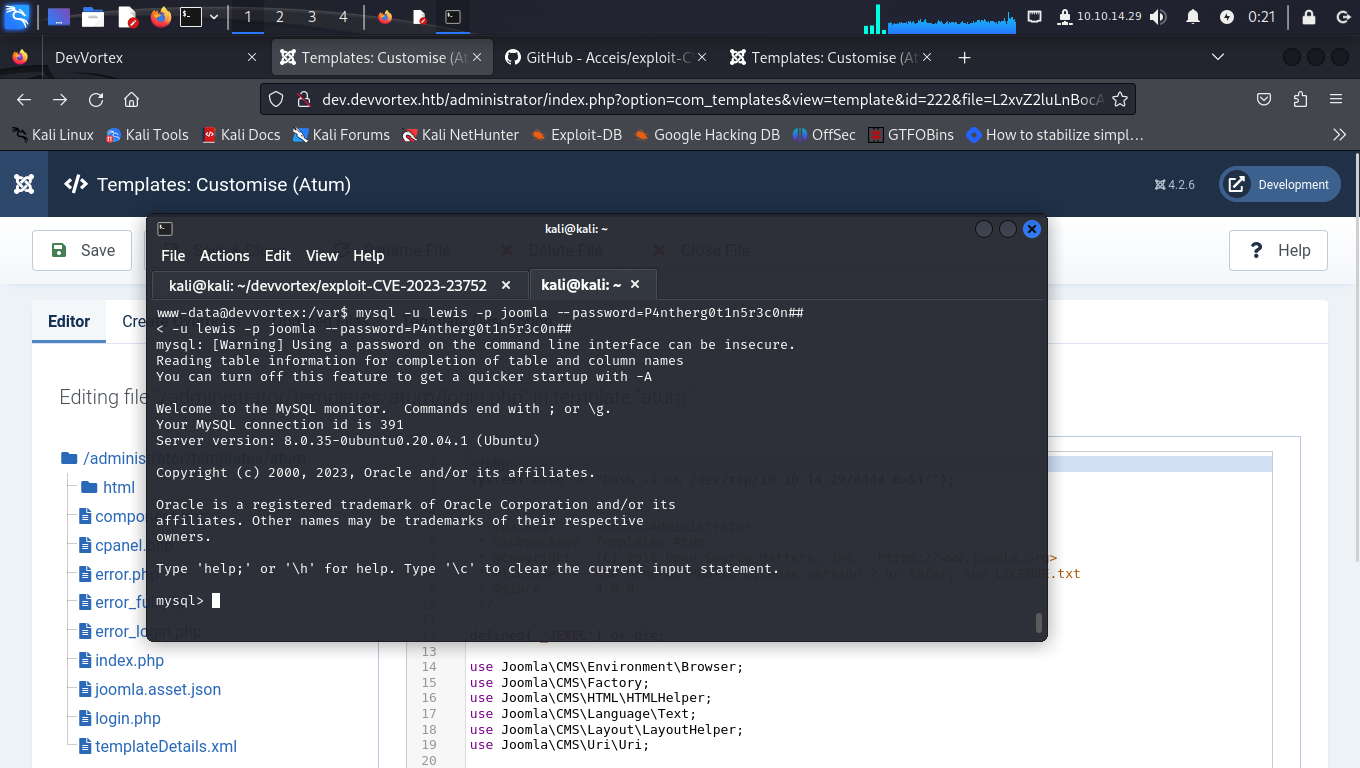 1 2 3 4 10.10.14.29 0:21
DevVortex × Templates: Customise (At × GitHub - Acceis/exploit-C × Templates: Customise (At × +
dev.devvortex.htb/administrator/index.php?option=com_templates&view=template&id=222&file=L2xvZ2luLnBocA
Kali Linux Kali Tools Kali Docs Kali Forums Kali NetHunter Exploit-DB Google Hacking DB OffSec GTFOBins How to stabilize simpl…
Templates: Customise (Atum) 4.2.6 Development
Save Rename File Delete File Close File ? Help
kali@kali: ~
File Actions Edit View Help
kali@kali: ~/devvortex/exploit-CVE-2023-23752 × kali@kali: ~ ×
www-data@devvortex:/var$ mysql -u lewis -p joomla --password=P4ntherg0t1n5r3c0n##
< -u lewis -p joomla --password=P4ntherg0t1n5r3c0n##
mysql: [Warning] Using a password on the command line interface can be insecure.
Reading table information for completion of table and column names
You can turn off this feature to get a quicker startup with -A
Welcome to the MySQL monitor.  Commands end with ; or \g.
Your MySQL connection id is 391
Server version: 8.0.35-0ubuntu0.20.04.1 (Ubuntu)
Copyright (c) 2000, 2023, Oracle and/or its affiliates.
Oracle is a registered trademark of Oracle Corporation and/or its
affiliates. Other names may be trademarks of their respective
owners.
Type 'help;' or '\h' for help. Type '\c' to clear the current input statement.
mysql>
Editor
Editing file "/administrator/templates/atum/login.php" in template "atum".
/administrator/templates/atum
html
cpanel.php
error.php
error_login.php
index.php
joomla.asset.json
login.php
templateDetails.xml
defined('_JEXEC') or die;
13
14 use Joomla\CMS\Environment\Browser;
15 use Joomla\CMS\Factory;
16 use Joomla\CMS\HTML\HTMLHelper;
17 use Joomla\CMS\Language\Text;
18 use Joomla\CMS\Layout\LayoutHelper;
19 use Joomla\CMS\Uri\Uri;
20